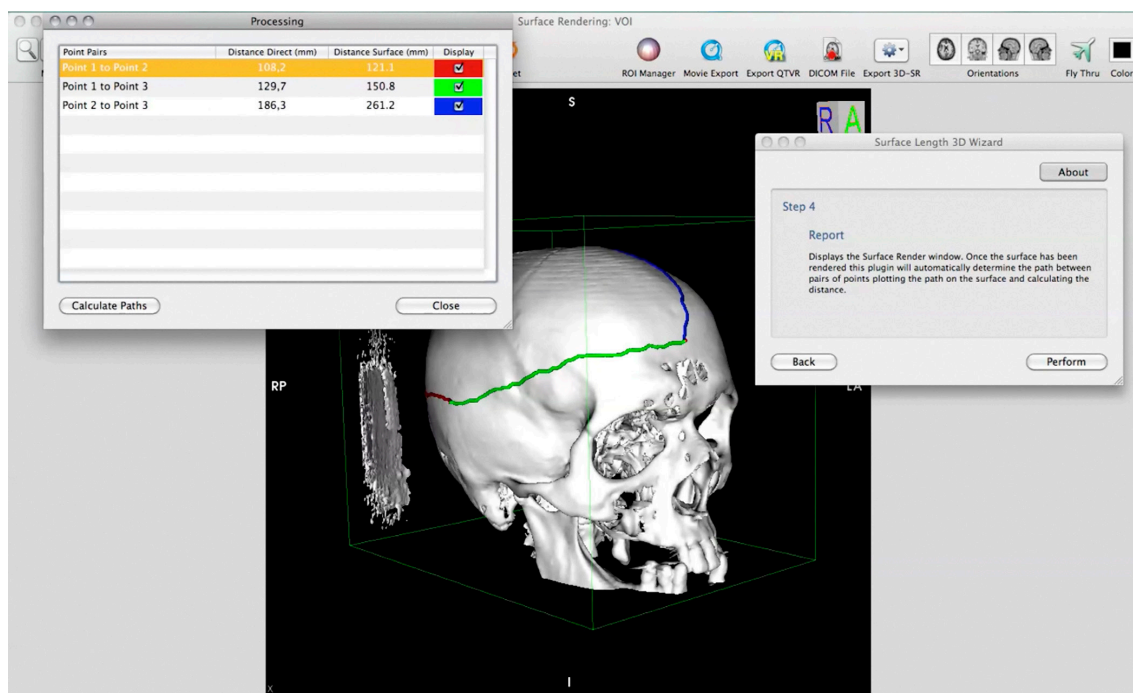 Processing
Surface Rendering: VOI
Point Pairs Distance Direct (mm) Distance Surface (mm) Display
Point 1 to Point 2 108,2 121.1
Point 1 to Point 3 129,7 150.8
Point 2 to Point 3 186,3 261.2
Calculate Paths Close
ROI Manager Movie Export Export QTVR DICOM File Export 3D-SR Orientations Fly Thru
VR
S
R A
Surface Length 3D Wizard
About
Step 4
Report
Displays the Surface Render window. Once the surface has been
rendered this plugin will automatically determine the path between
pairs of points plotting the path on the surface and calculating the
distance.
Back Perform
RP
LA
I
X